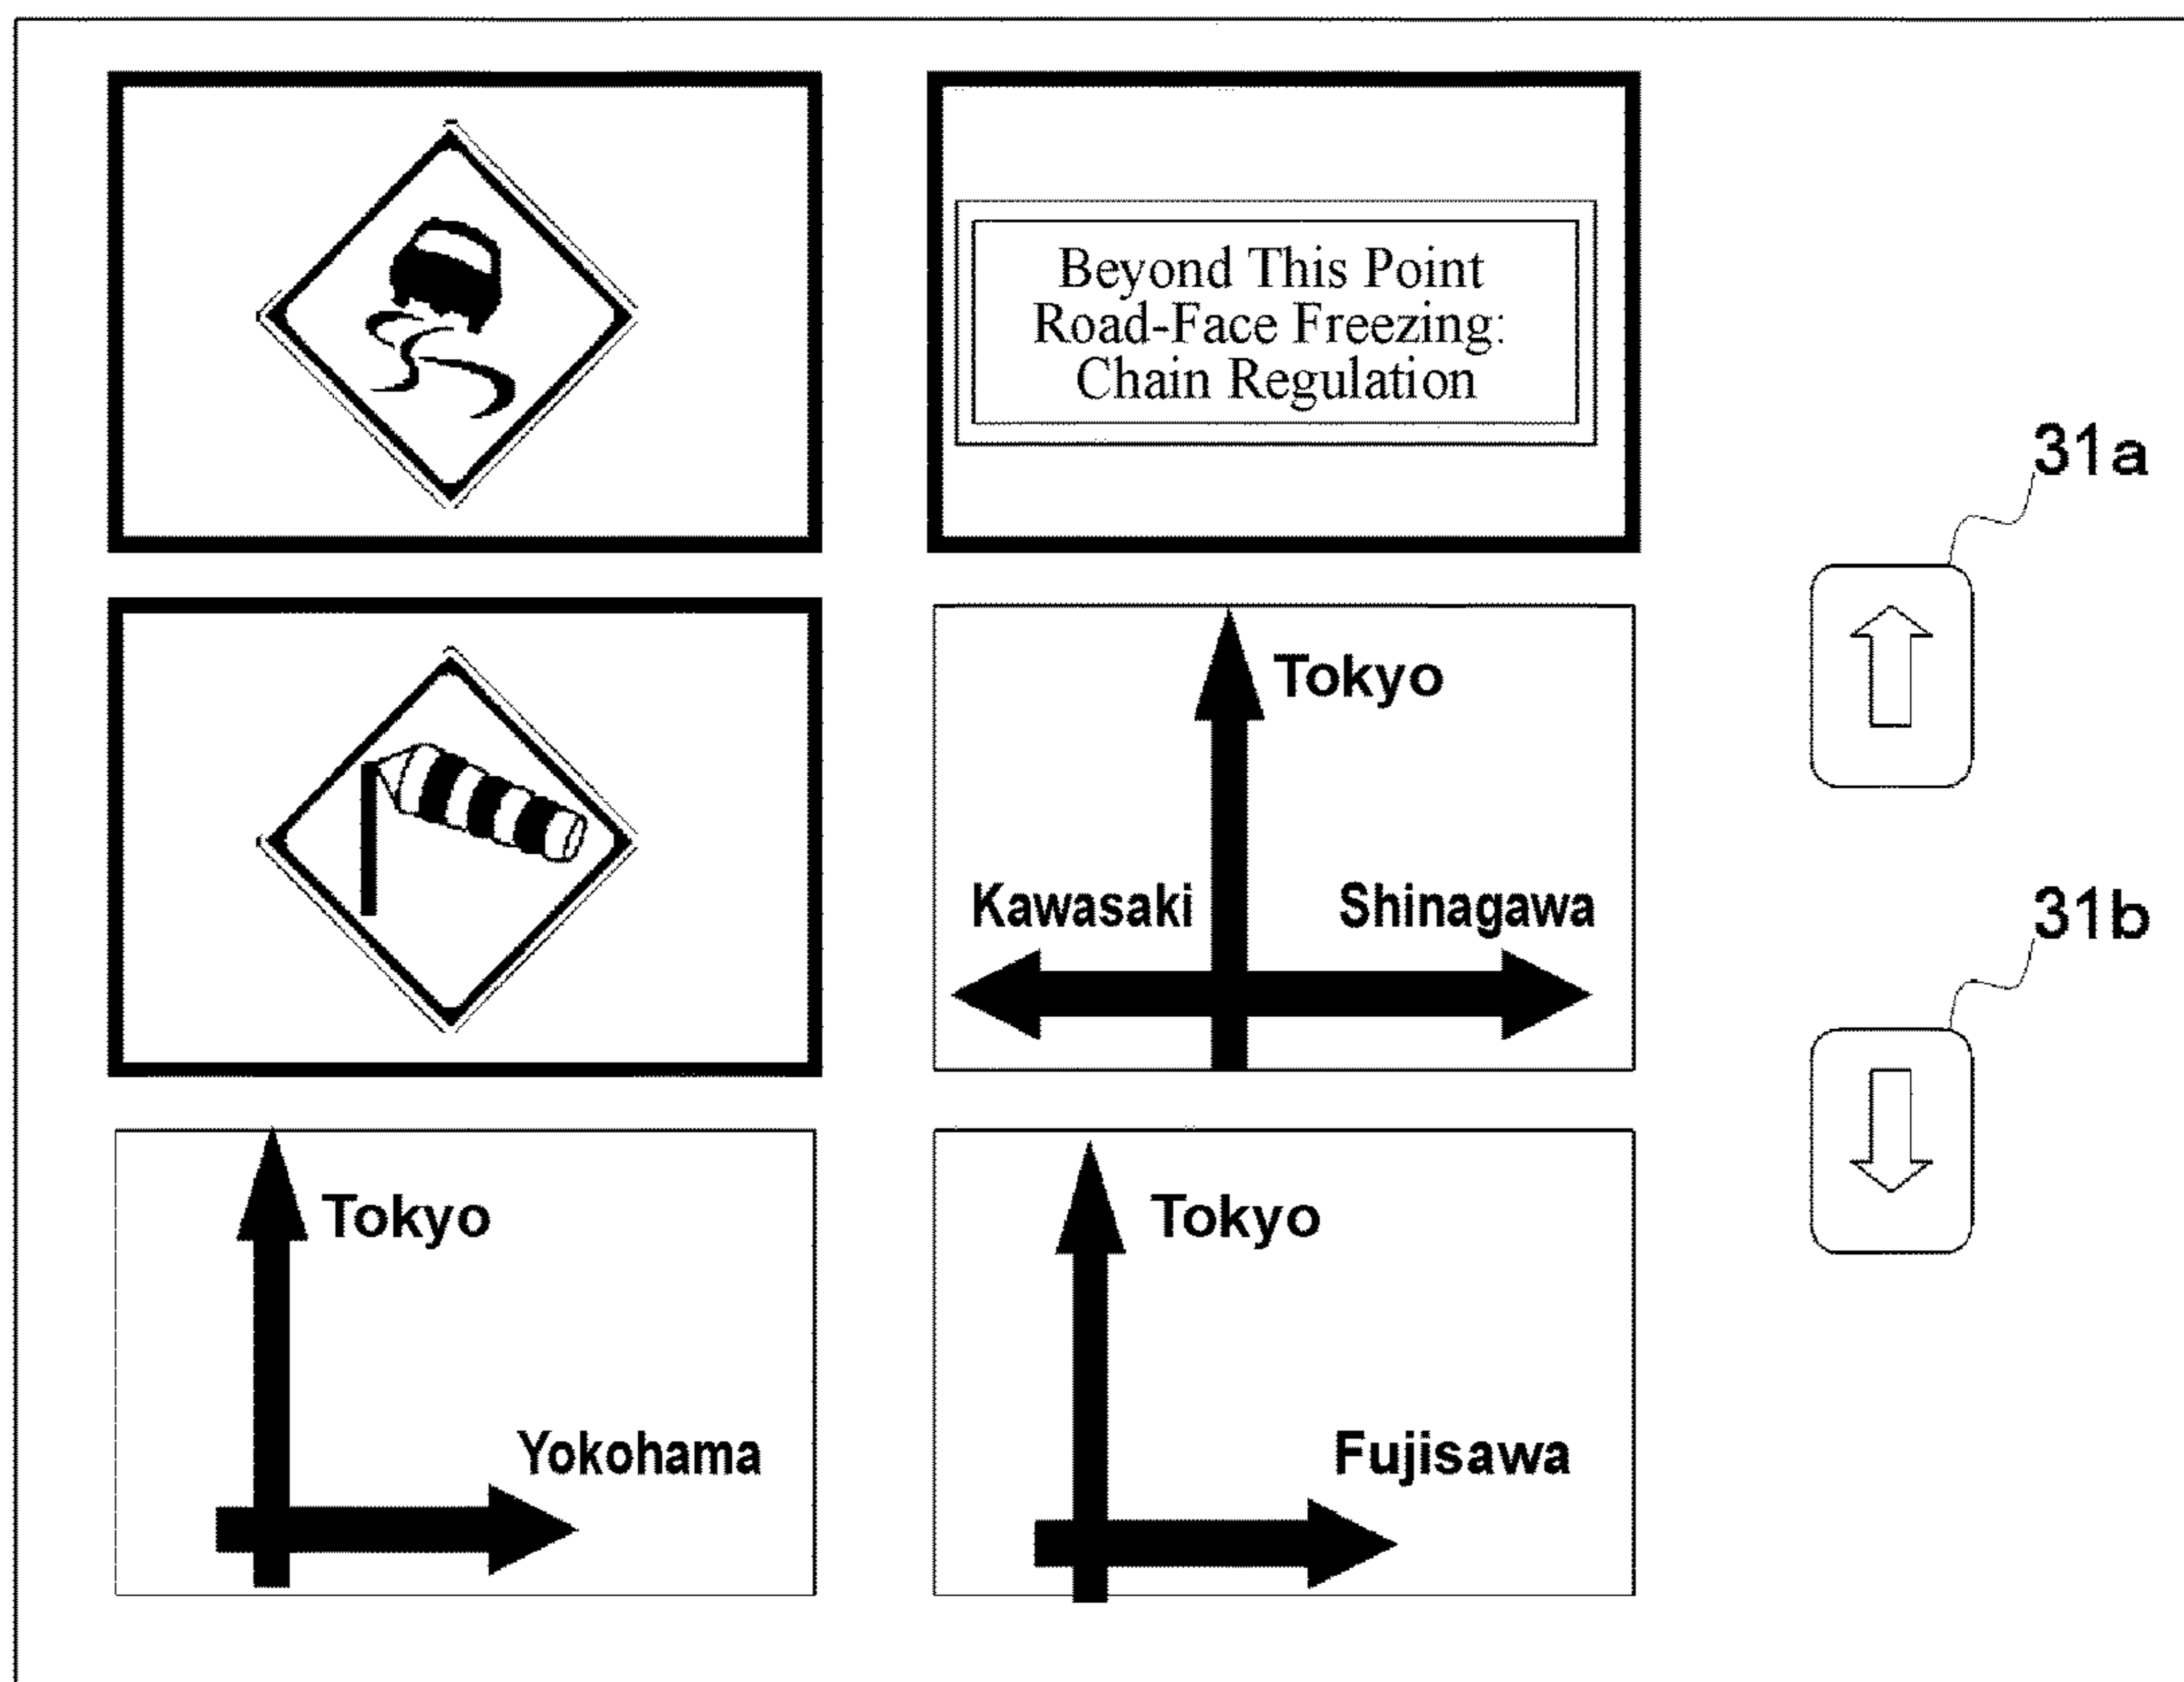 Beyond This Point
Road-Face Freezing:
Chain Regulation
31a
Tokyo
Kawasaki
Shinagawa
31b
Tokyo
Yokohama
Tokyo
Fujisawa